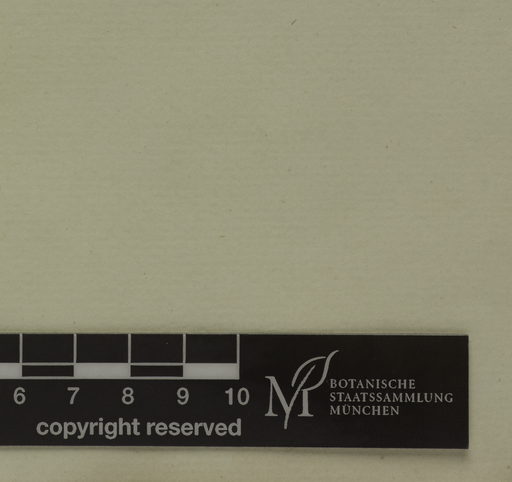 6 7 8 9 10
copyright reserved
M
BOTANISCHE
STAATSSAMMLUNG
MÜNCHEN